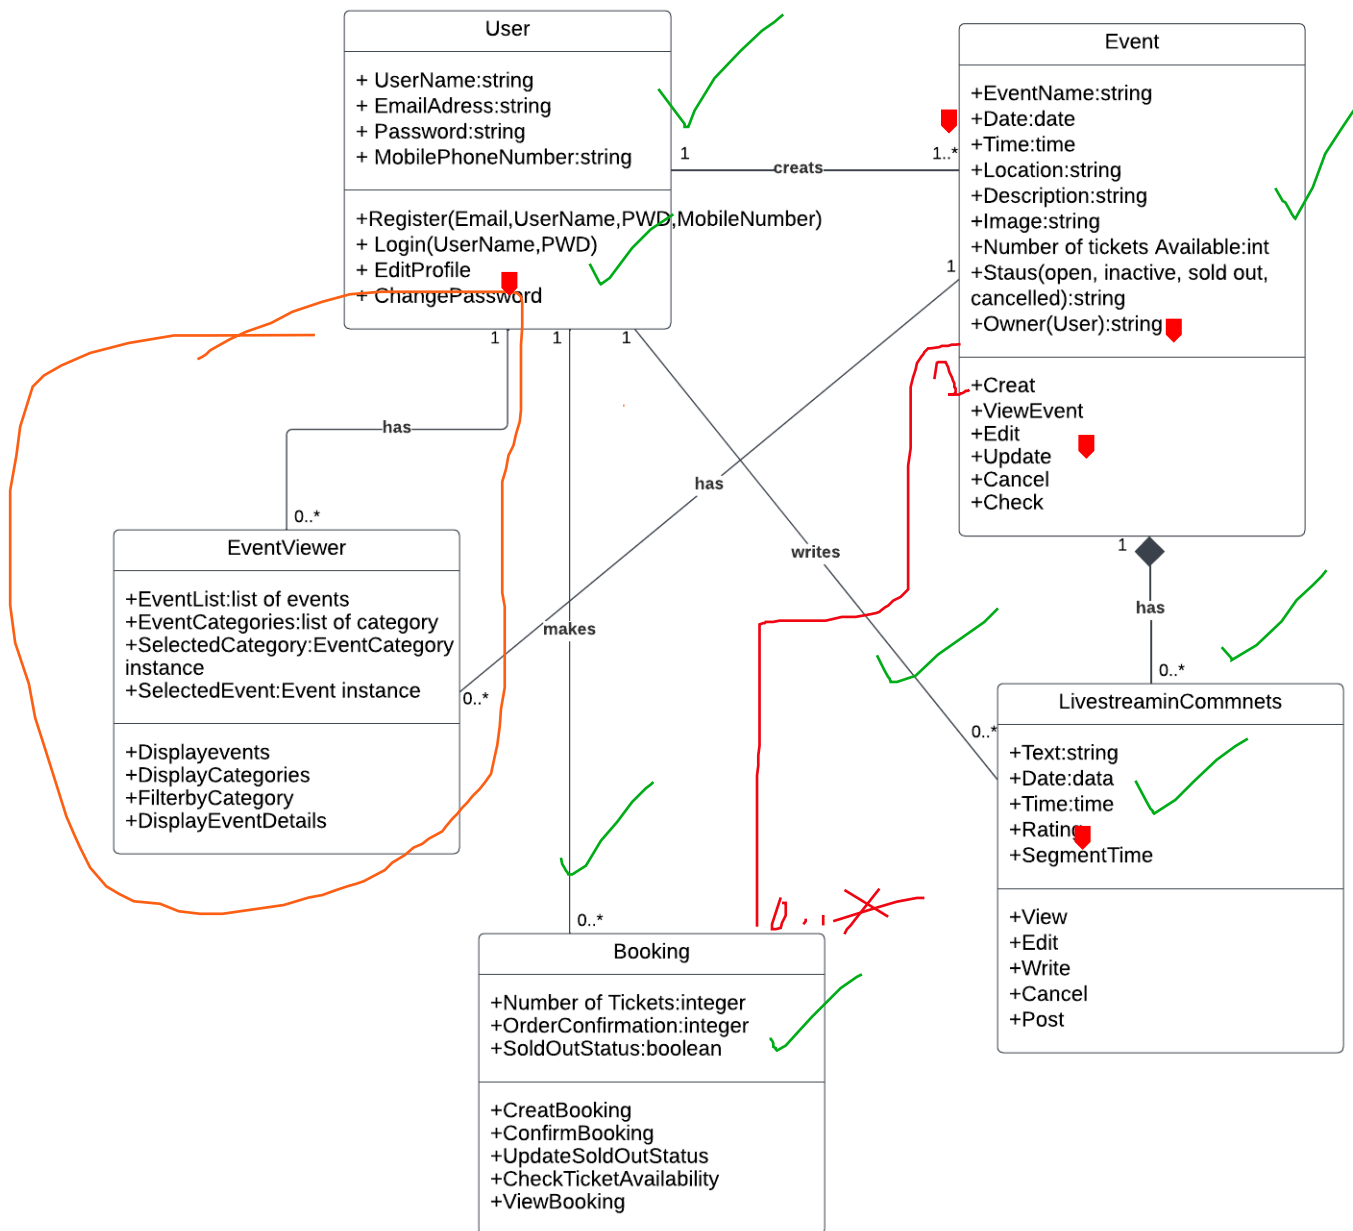 User
+ UserName:string
+ EmailAdress:string
+ Password:string
+ MobilePhoneNumber:string
+Register(Email,UserName,PWD,MobileNumber)
+ Login(UserName,PWD)
+ EditProfile
+ ChangePassword
1
creats
1..*
Event
+EventName:string
+Date:date
+Time:time
+Location:string
+Description:string
+Image:string
+Number of tickets Available:int
+Staus(open, inactive, sold out,
cancelled):string
+Owner(User):string
+Creat
+ViewEvent
+Edit
+Update
+Cancel
+Check
1
1
1
1
1
has
0..*
has
0..*
makes
0..*
writes
0..*
1
has
0..*
EventViewer
+EventList:list of events
+EventCategories:list of category
+SelectedCategory:EventCategory
instance
+SelectedEvent:Event instance
+Displayevents
+DisplayCategories
+FilterbyCategory
+DisplayEventDetails
LivestreaminCommnets
+Text:string
+Date:data
+Time:time
+Rating
+SegmentTime
+View
+Edit
+Write
+Cancel
+Post
0..*
Booking
+Number of Tickets:integer
+OrderConfirmation:integer
+SoldOutStatus:boolean
+CreatBooking
+ConfirmBooking
+UpdateSoldOutStatus
+CheckTicketAvailability
+ViewBooking